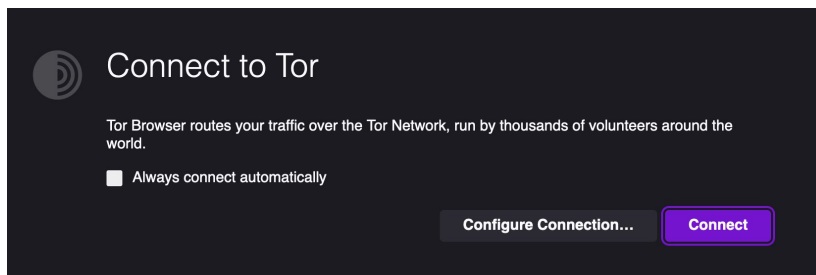 Connect to Tor
Tor Browser routes your traffic over the Tor Network, run by thousands of volunteers around the
world.
Always connect automatically
Configure Connection...
Connect